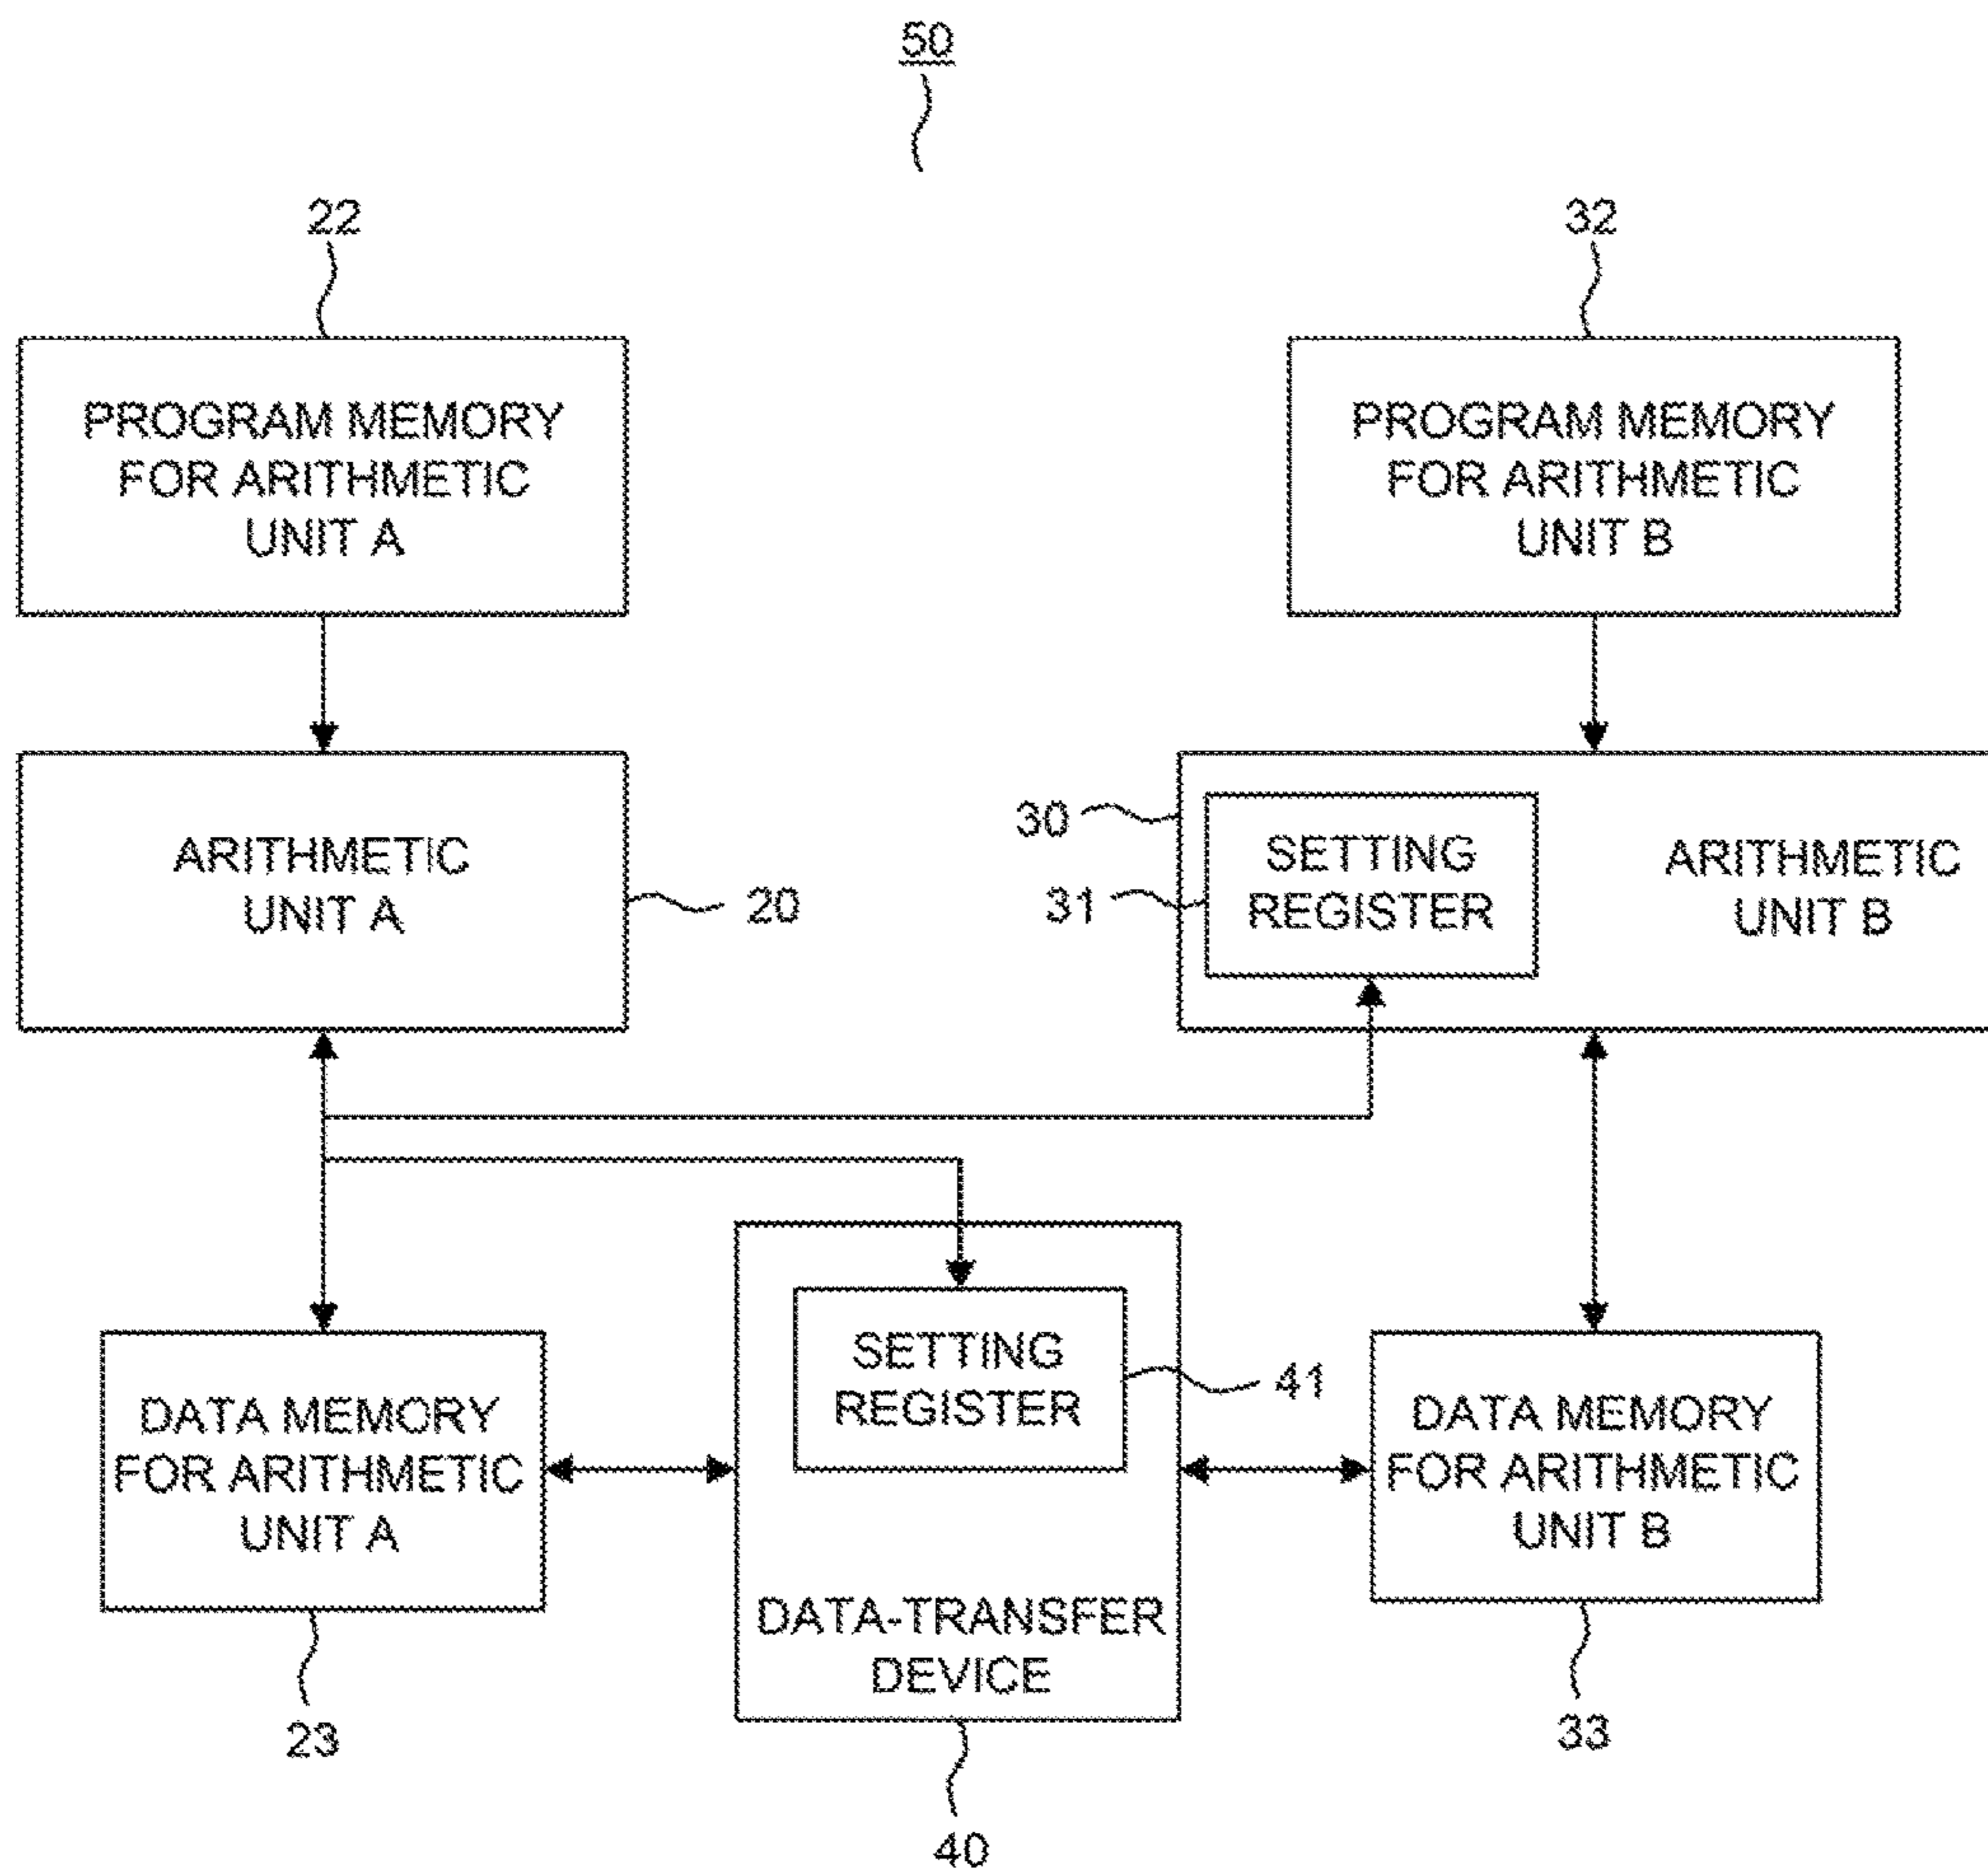 50
22
32
PROGRAM MEMORY
FOR ARITHMETIC
UNIT A
PROGRAM MEMORY
FOR ARITHMETIC
UNIT B
ARITHMETIC
UNIT A
20
30
31
SETTING
REGISTER
ARITHMETIC
UNIT B
DATA MEMORY
FOR ARITHMETIC
UNIT A
23
SETTING
REGISTER
41
DATA-TRANSFER
DEVICE
40
DATA MEMORY
FOR ARITHMETIC
UNIT B
33